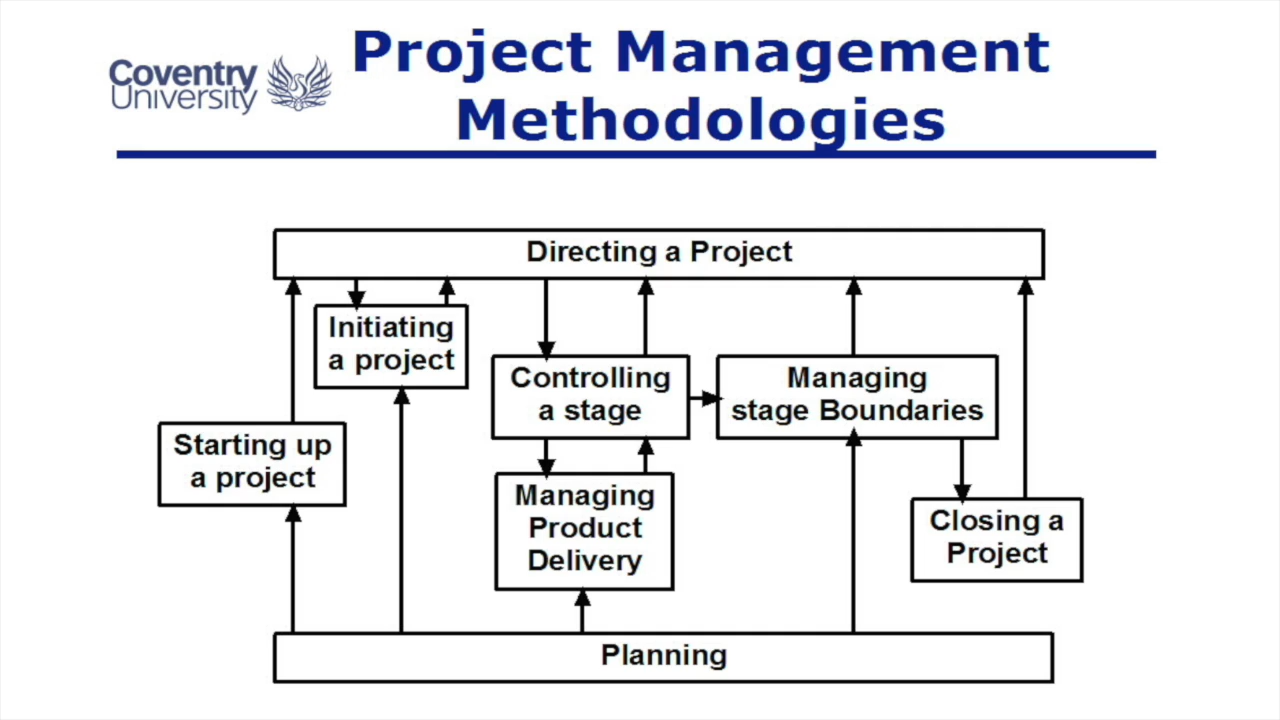 Coventry
University
Project Management
Methodologies
Directing a Project
Initiating
a project
Controlling
a stage
Managing
stage Boundaries
Starting up
a project
Managing
Product
Delivery
Closing a
Project
Planning